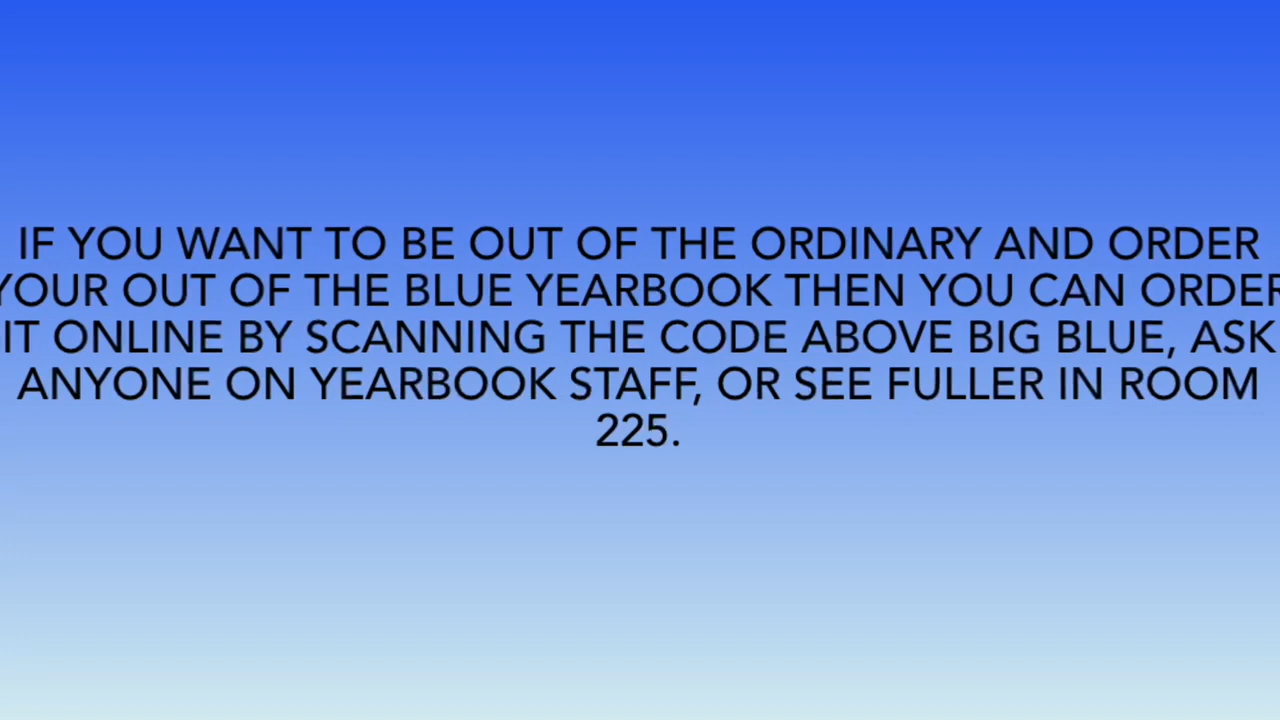 IF YOU WANT TO BE OUT OF THE ORDINARY AND ORDER
YOUR OUT OF THE BLUE YEARBOOK THEN YOU CAN ORDER
IT ONLINE BY SCANNING THE CODE ABOVE BIG BLUE, ASK
ANYONE ON YEARBOOK STAFF, OR SEE FULLER IN ROOM
225.